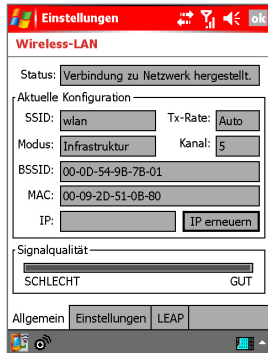 Einstellungen ok
Wireless-LAN
Status: Verbindung zu Netzwerk hergestellt.
Aktuelle Konfiguration
SSID: wlan Tx-Rate: Auto
Modus: Infrastruktur Kanal: 5
BSSID: 00-0D-54-9B-7B-01
MAC: 00-09-2D-51-0B-80
IP: IP erneuern
Signalqualität
SCHLECHT GUT
Allgemein Einstellungen LEAP